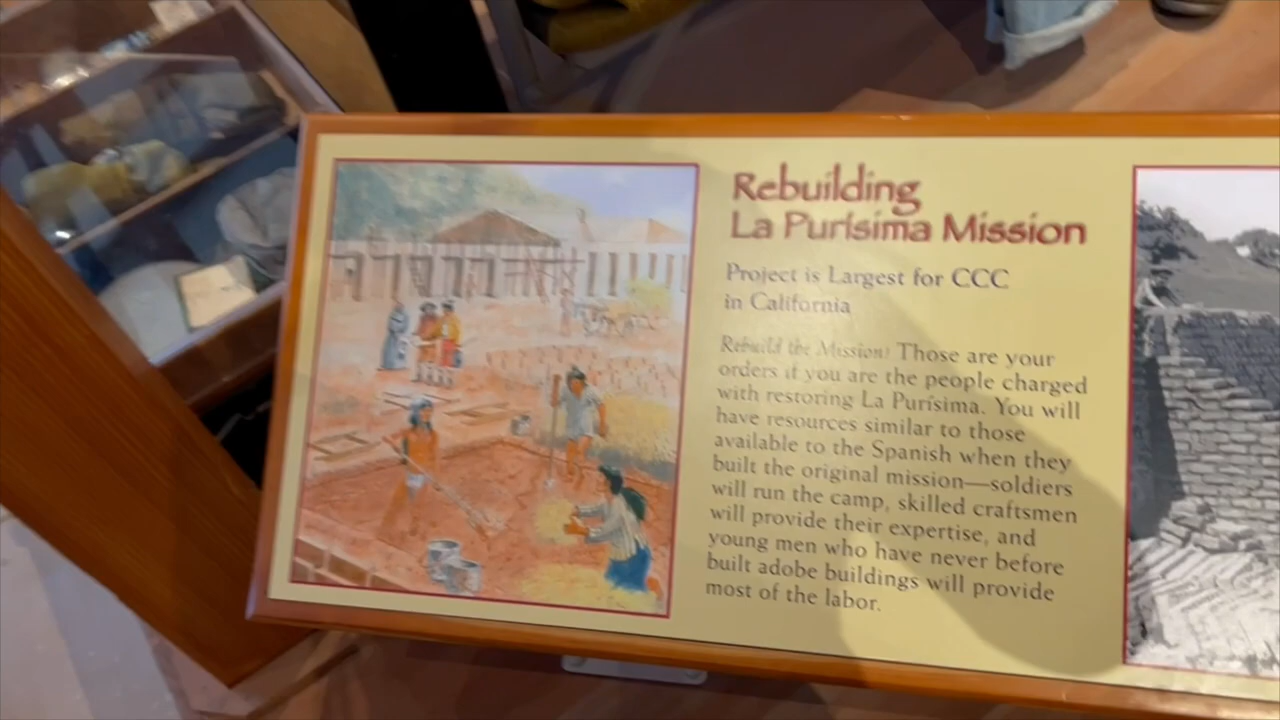 Rebuilding
La Purísima Mission
Project is Largest for CCC
in California
Rebuild the Mission! Those are your
orders if you are the people charged
with restoring La Purísima. You will
have resources similar to those
available to the Spanish when they
built the original mission—soldiers
will run the camp, skilled craftsmen
will provide their expertise, and
young men who have never before
built adobe buildings will provide
most of the labor.